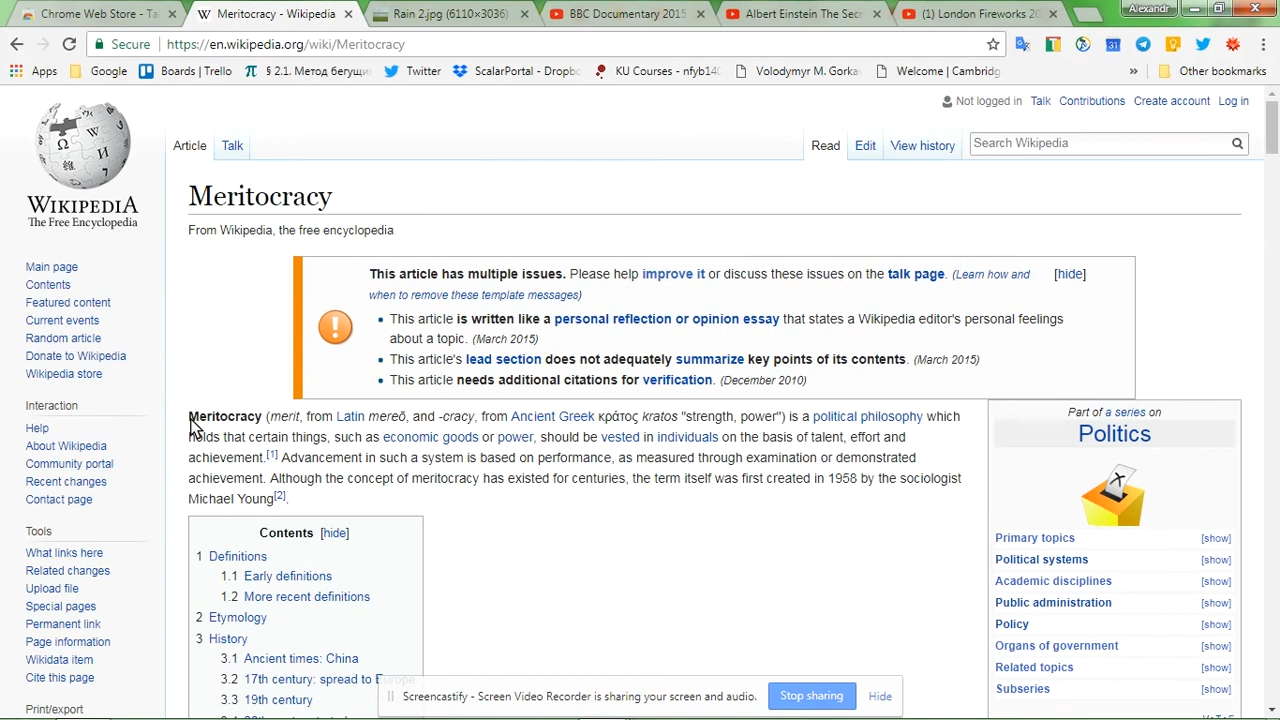 Chrome Web Store - Ta
Meritocracy - Wikipedia
Rain 2.jpg (6110×3036)
BBC Documentary 2015
Albert Einstein The Sec
(1) London Fireworks 20
Alexandr
Secure
https://en.wikipedia.org/wiki/Meritocracy
Apps
Google
Boards | Trello
§ 2.1. Метод бегущи
Twitter
ScalarPortal - Dropbo
KU Courses - nfyb140
Volodymyr M. Gorka
Welcome | Cambridg
»
Other bookmarks
Not logged in Talk Contributions Create account Log in
Article Talk
Read Edit View history
Search Wikipedia
WIKIPEDIA
The Free Encyclopedia
Main page
Contents
Featured content
Current events
Random article
Donate to Wikipedia
Wikipedia store
Interaction
Help
About Wikipedia
Community portal
Recent changes
Contact page
Tools
What links here
Related changes
Upload file
Special pages
Permanent link
Page information
Wikidata item
Cite this page
Print/export
Meritocracy
From Wikipedia, the free encyclopedia
This article has multiple issues. Please help improve it or discuss these issues on the talk page. (Learn how and
when to remove these template messages)
[hide]
• This article is written like a personal reflection or opinion essay that states a Wikipedia editor's personal feelings
about a topic. (March 2015)
• This article's lead section does not adequately summarize key points of its contents. (March 2015)
• This article needs additional citations for verification. (December 2010)
Meritocracy (merit, from Latin mereō, and -cracy, from Ancient Greek κράτος kratos "strength, power") is a political philosophy which
holds that certain things, such as economic goods or power, should be vested in individuals on the basis of talent, effort and
achievement.[1] Advancement in such a system is based on performance, as measured through examination or demonstrated
achievement. Although the concept of meritocracy has existed for centuries, the term itself was first created in 1958 by the sociologist
Michael Young[2].
Contents [hide]
1 Definitions
1.1 Early definitions
1.2 More recent definitions
2 Etymology
3 History
3.1 Ancient times: China
3.2 17th century: spread to Europe
3.3 19th century
Part of a series on
Politics
Primary topics [show]
Political systems [show]
Academic disciplines [show]
Public administration [show]
Policy [show]
Organs of government [show]
Related topics [show]
Subseries [show]
Screencastify - Screen Video Recorder is sharing your screen and audio.
Stop sharing
Hide